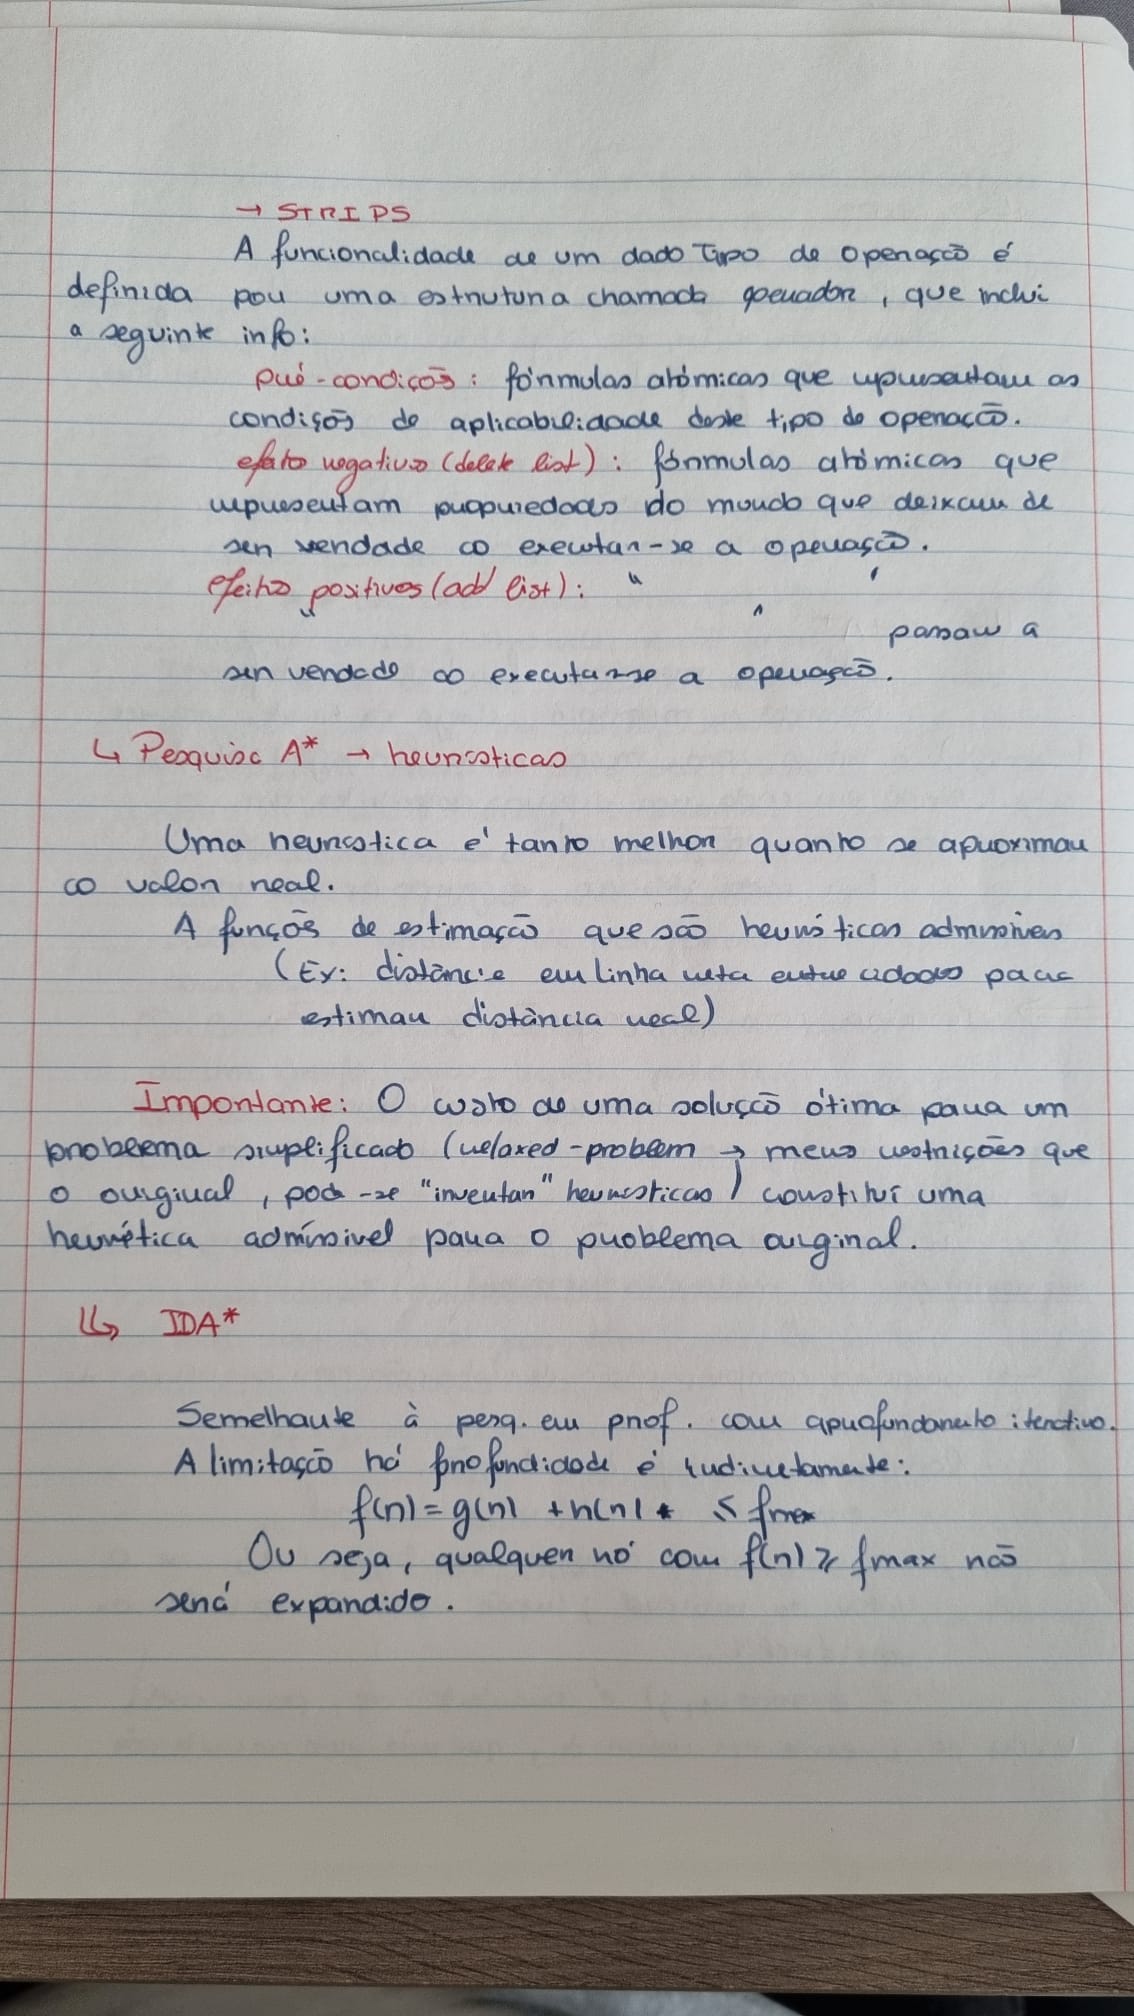 → STRIPS
A funcionalidade de um dado tipo de operação é
definida por uma estrutura chamada operador, que inclui
a seguinte info:
pré-condições: fórmulas atómicas que representam as
condições de aplicabilidade deste tipo de operação.
efeitos negativos (delete list): fórmulas atómicas que
representam propriedades do mundo que deixam de
ser verdade ao executar-se a operação.
efeitos positivos (add list): "
"
passam a
ser verdade ao executar-se a operação.
↳ Pesquisa A* → heurísticas
Uma heurística é tanto melhor quanto se aproximar
ao valor real.
A funções de estimação que são heurísticas admissíveis
(Ex: distância em linha reta entre cidades para
estimar distância real)
Importante: O custo de uma solução ótima para um
problema simplificado (relaxed-problem → menos restrições que
o original, pode-se "inventar" heurísticas) constitui uma
heurística admíssivel para o problema original.
↳ IDA*
Semelhante à pesq. em prof. com aprofundamento iterativo.
A limitação há profundidade é indiretamente:
f(n) = g(n) + h(n) ≤ fmax
Ou seja, qualquer nó com f(n) ≥ fmax não
será expandido.